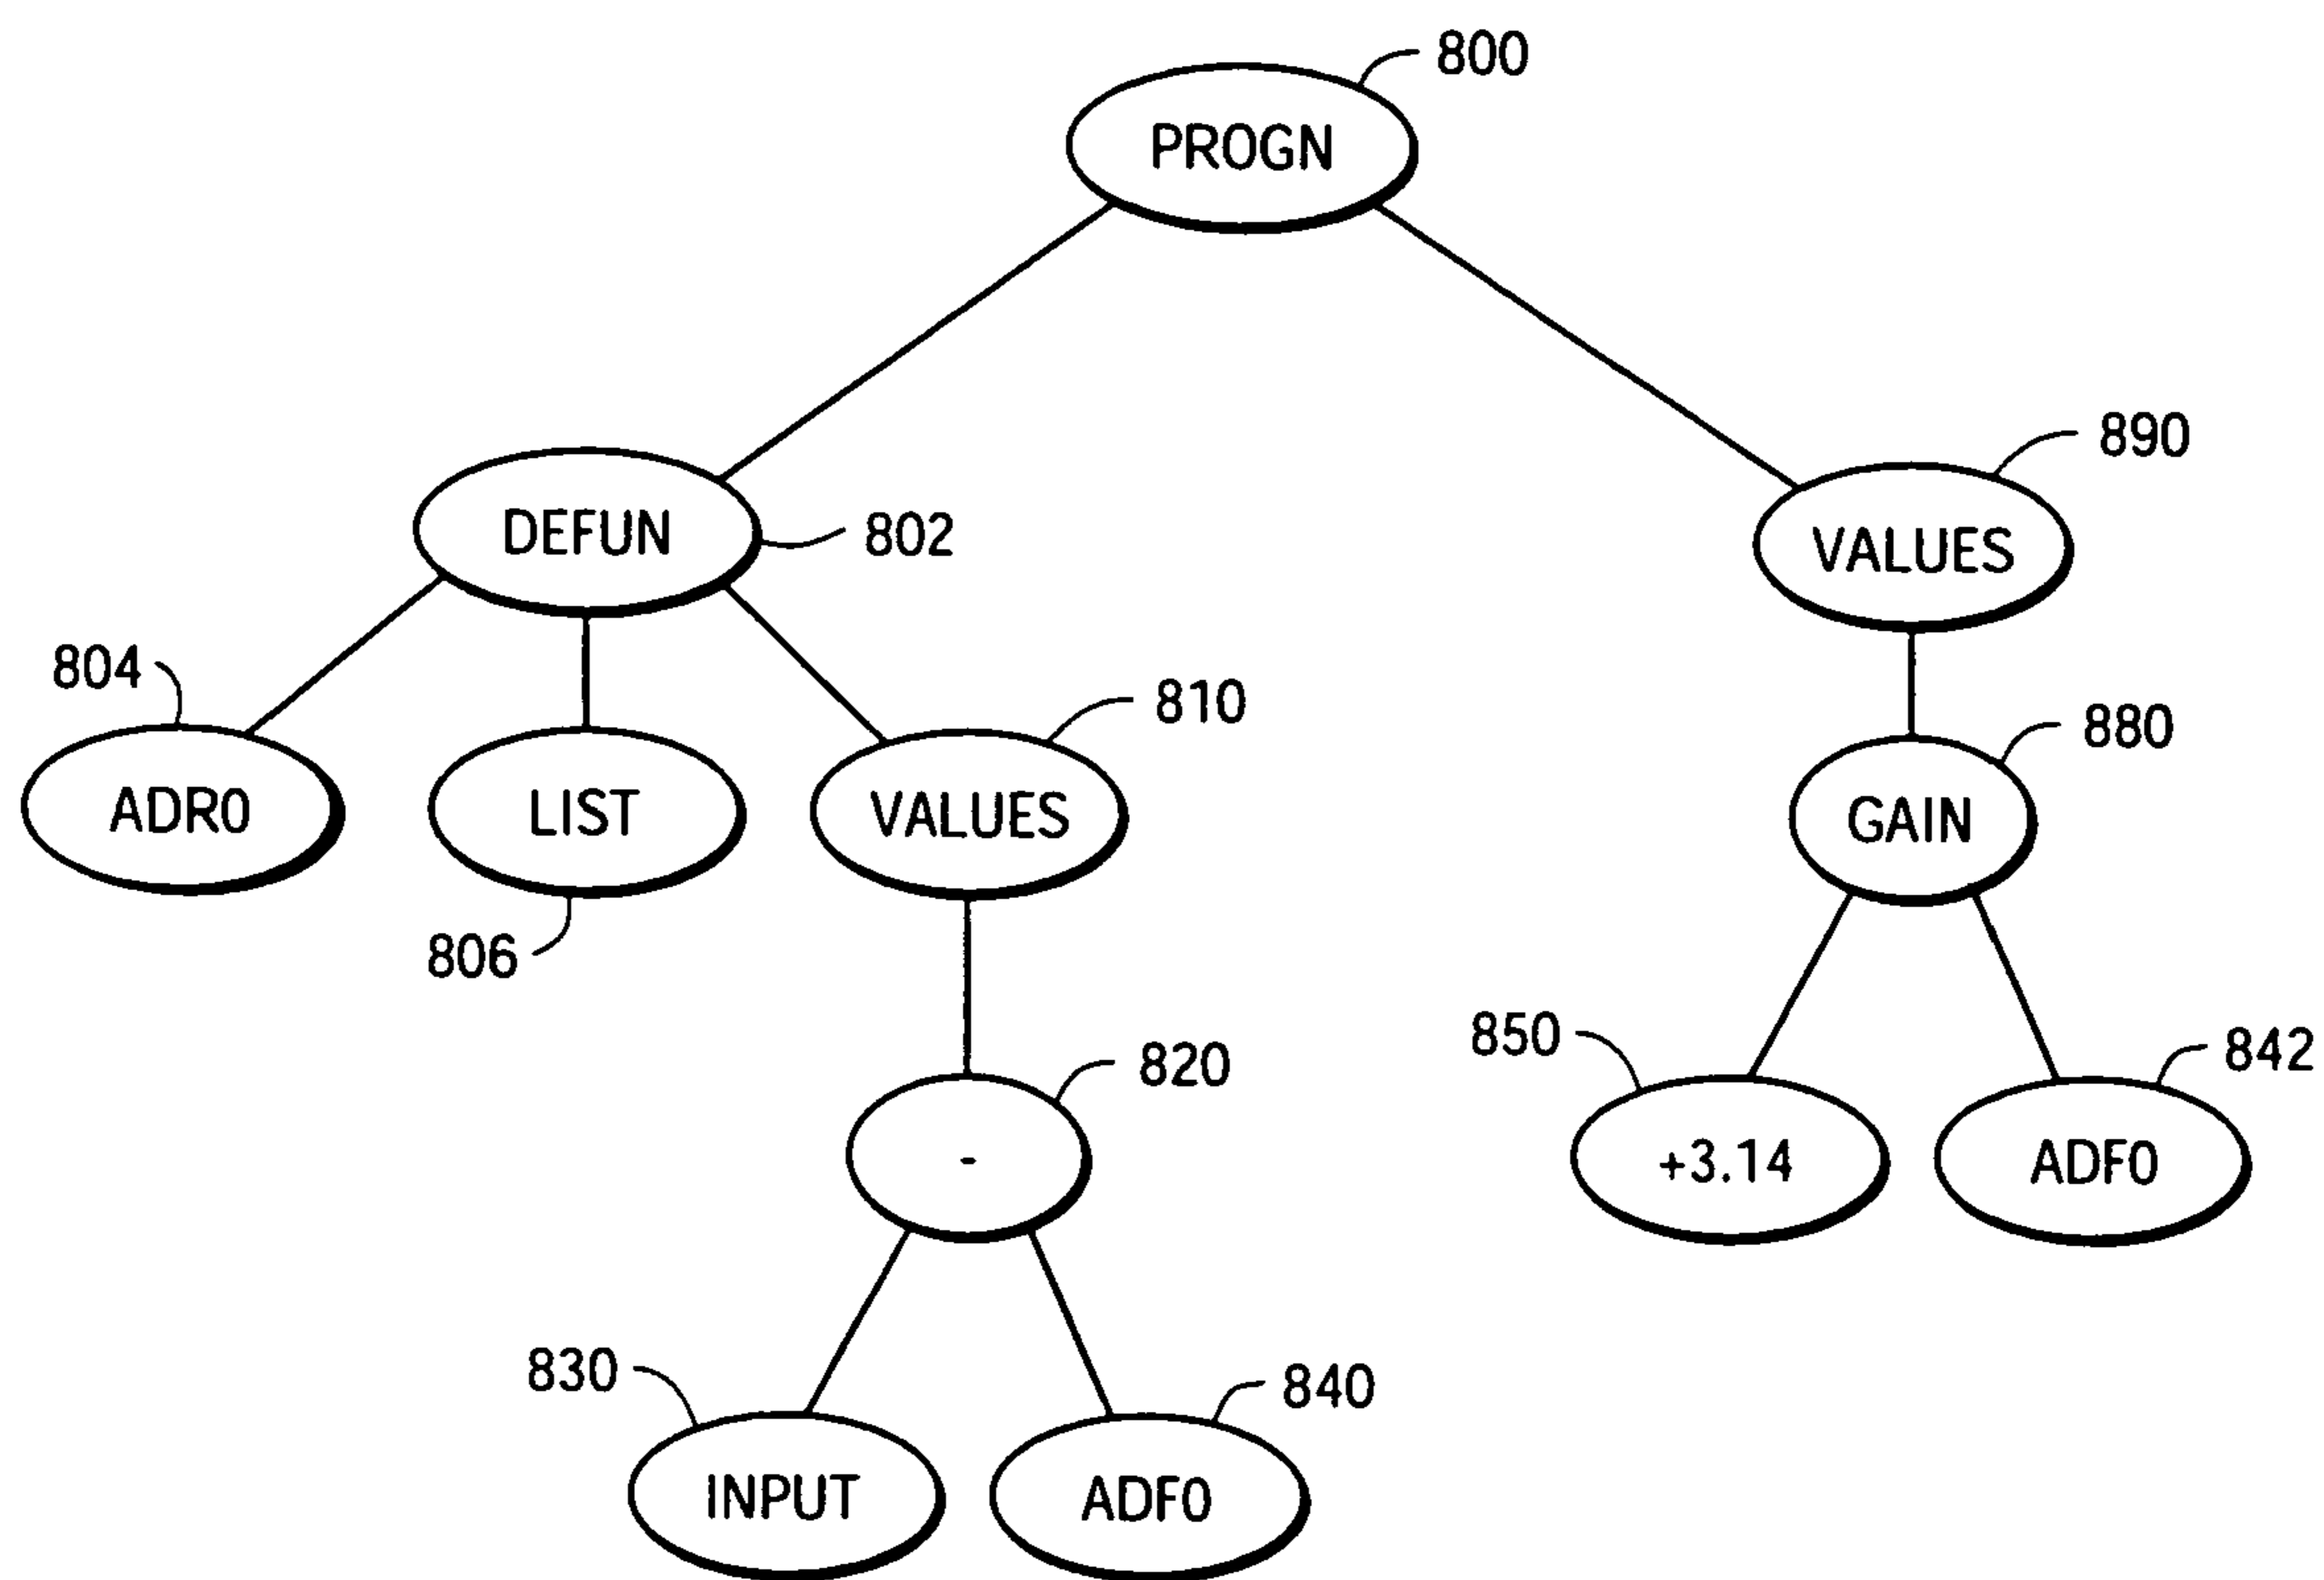 800
PROGN
890
DEFUN
802
VALUES
804
810
880
ADR0
LIST
VALUES
GAIN
806
850
842
820
-
+3.14
ADF0
830
840
INPUT
ADF0